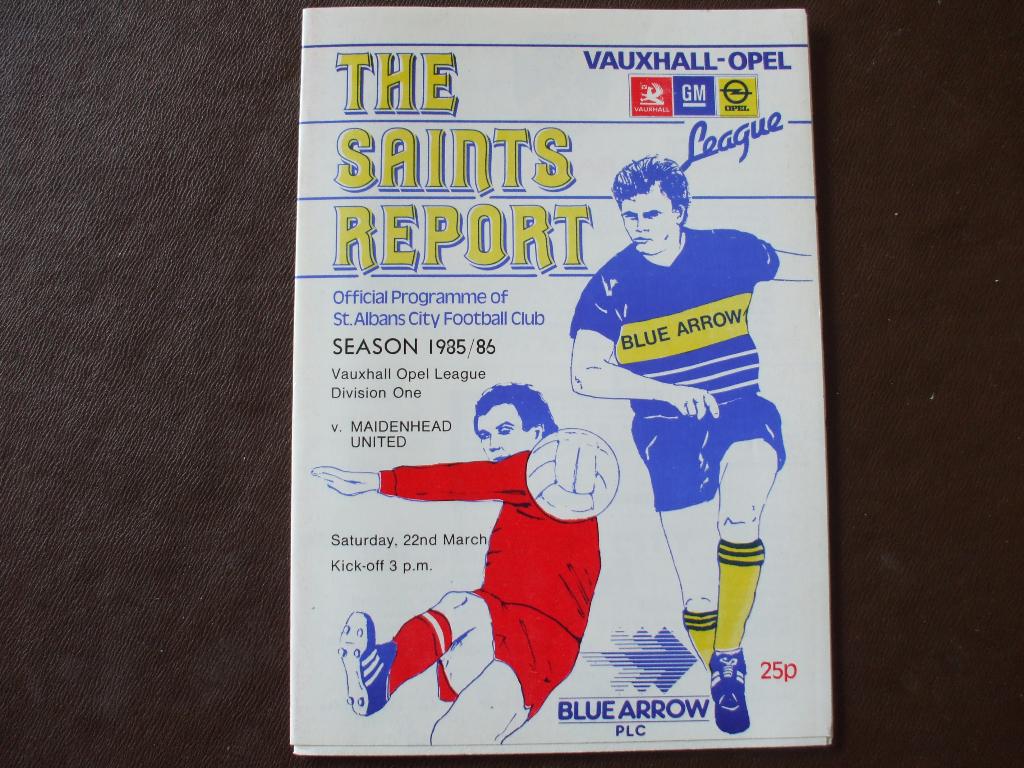 THE
SAINTS
REPORT
VAUXHALL-OPEL
VAUXHALL
GM
OPEL
League
Official Programme of
St. Albans City Football Club
SEASON 1985/86
Vauxhall Opel League
Division One
v. MAIDENHEAD
UNITED
BLUE ARROW
Saturday, 22nd March
Kick-off 3 p.m.
25p
BLUE ARROW
PLC